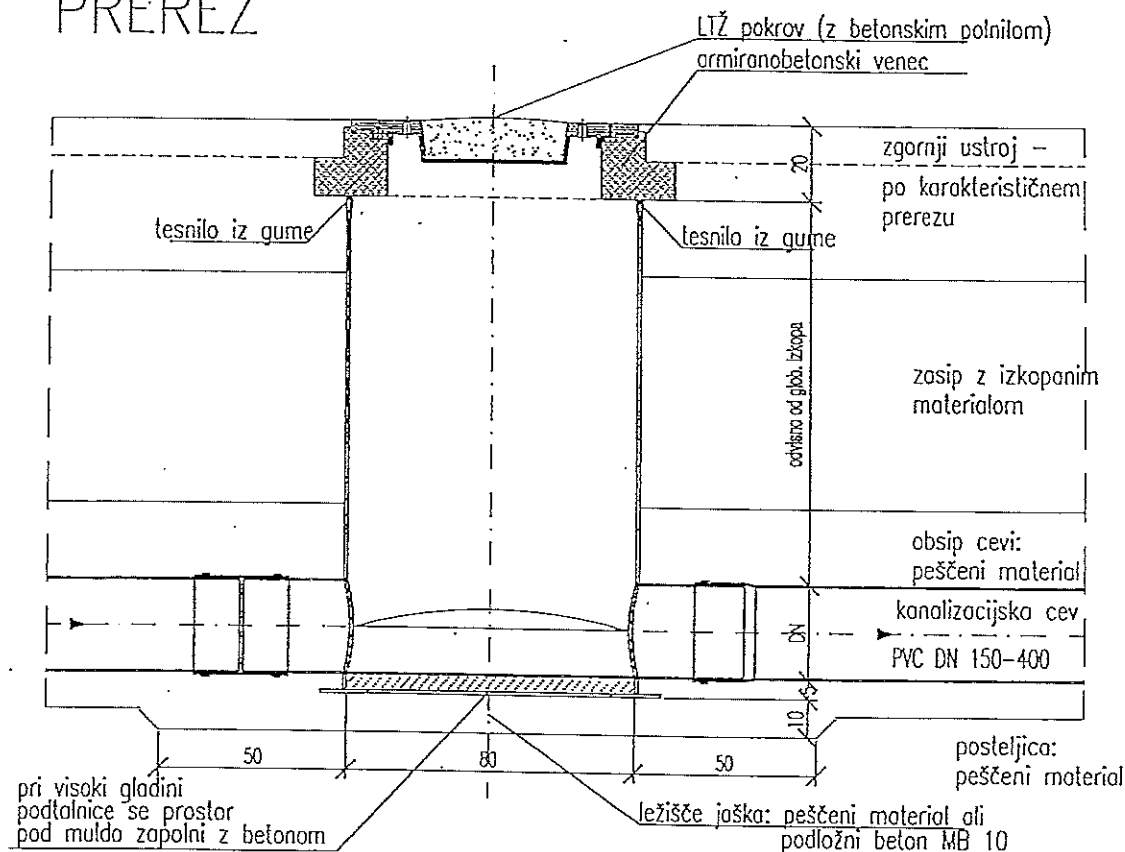 PREREZ
LTŽ pokrov (z betonskim polnilom)
armiranobetonski venec
zgornji ustroj –
po karakterističnem
prerezu
20
tesnilo iz gume
tesnilo iz gume
odvisno od glob. izkopa
zasip z izkopanim
materialom
obsip cevi:
peščeni material
kanalizacijska cev
DN
PVC DN 150-400
5
10
50
80
50
posteljica:
peščeni material
pri visoki gladini
podtalnice se prostor
pod muldo zapolni z betonom
ležišče jaška: peščeni material ali
podložni beton MB 10